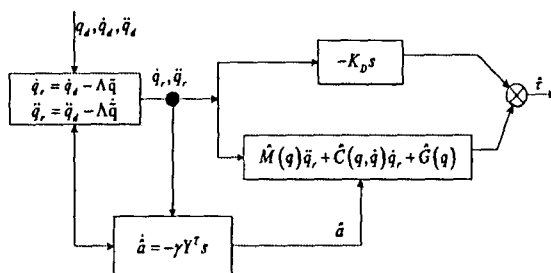 q_d, q̇_d, q̈_d
q̇_r = q̇_d − Λq̃
q̈_r = q̈_d − Λq̃̇
q̇_r, q̈_r
−K_D s
τ̂
M̂(q)q̈_r + Ĉ(q, q̇)q̇_r + Ĝ(q)
â
â̇ = −γY^T s